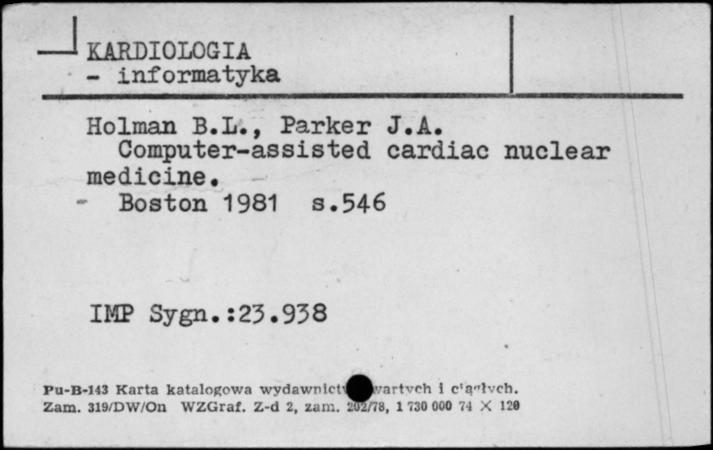 KARDIOLOGIA
- informatyka
Holman B.L., Parker J.A.
Computer-assisted cardiac nuclear
medicine.
- Boston 1981 s.546
IMP Sygn.:23.938
Pu-B-143 Karta katalogowa i
Zam. 319/DW/On WZGraf. Z-d 2, zam. 202/78, 1 730 000 74 X 120